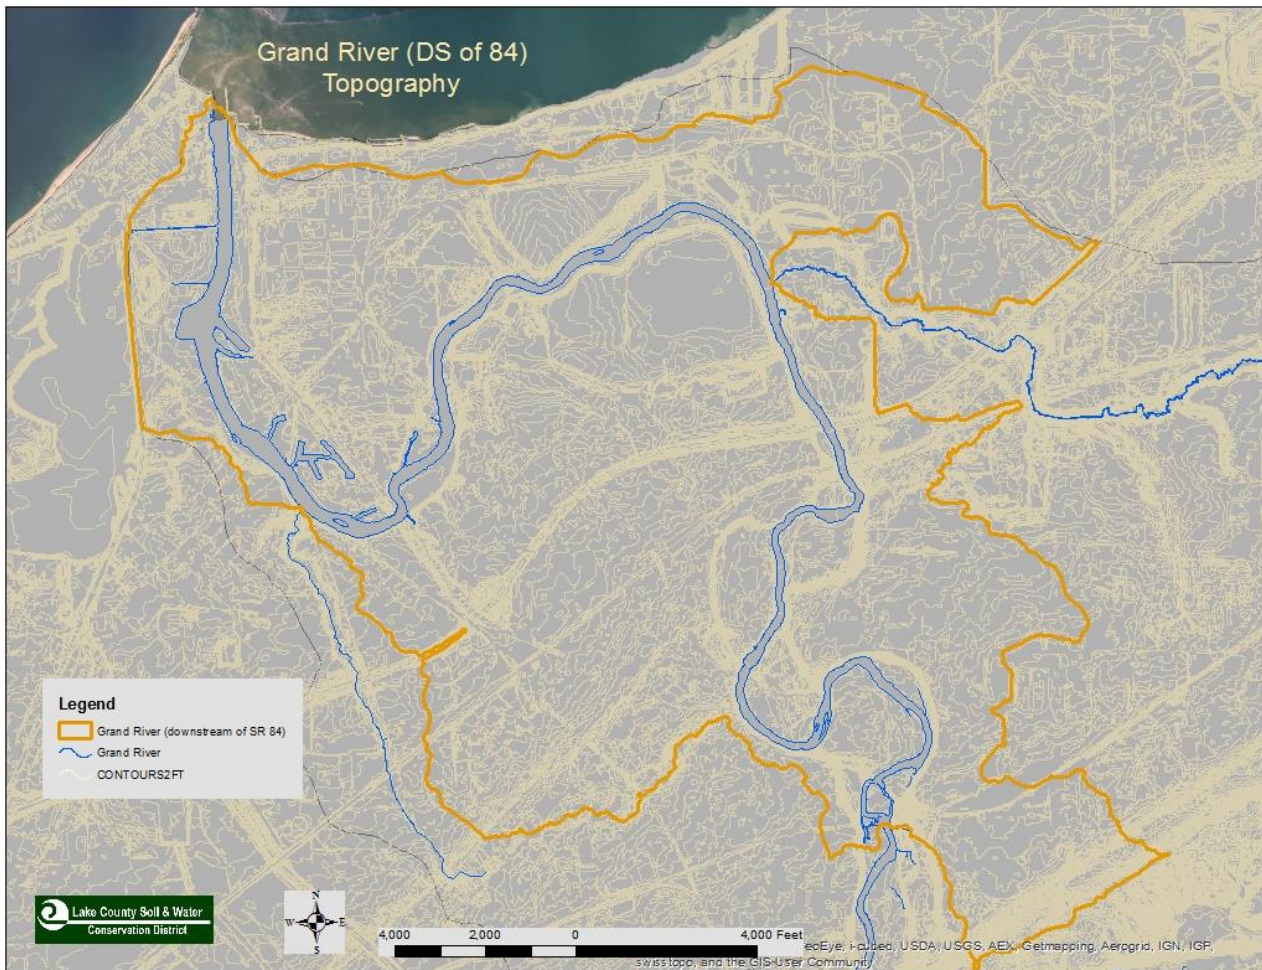 Grand River (DS of 84)
Topography
Legend
Grand River (downstream of SR 84)
Grand River
CONTOURS2FT
Lake County Soil & Water
Conservation District
N
W E
S
4,000 2,000 0 4,000 Feet
eoEye, i-cubed, USDA, USGS, AEX, Getmapping, Aerogrid, IGN, IGP,
swisstopo, and the GIS User Community